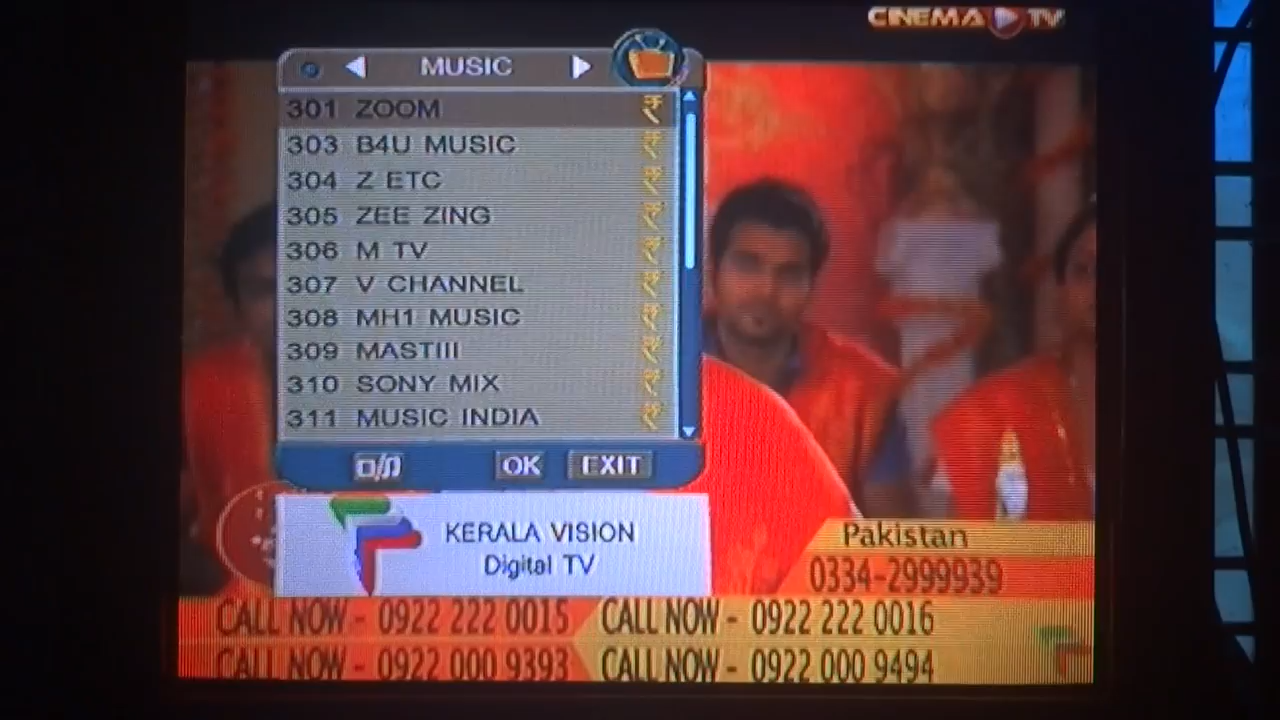 CINEMA TV
MUSIC
301 ZOOM ₹
303 B4U MUSIC ₹
304 Z ETC ₹
305 ZEE ZING ₹
306 M TV ₹
307 V CHANNEL ₹
308 MH1 MUSIC ₹
309 MASTIII ₹
310 SONY MIX ₹
311 MUSIC INDIA ₹
OK EXIT
KERALA VISION
Digital TV
Pakistan
0334-2999939
CALL NOW - 0922 222 0015 CALL NOW - 0922 222 0016
CALL NOW - 0922 000 9393 CALL NOW - 0922 000 9494